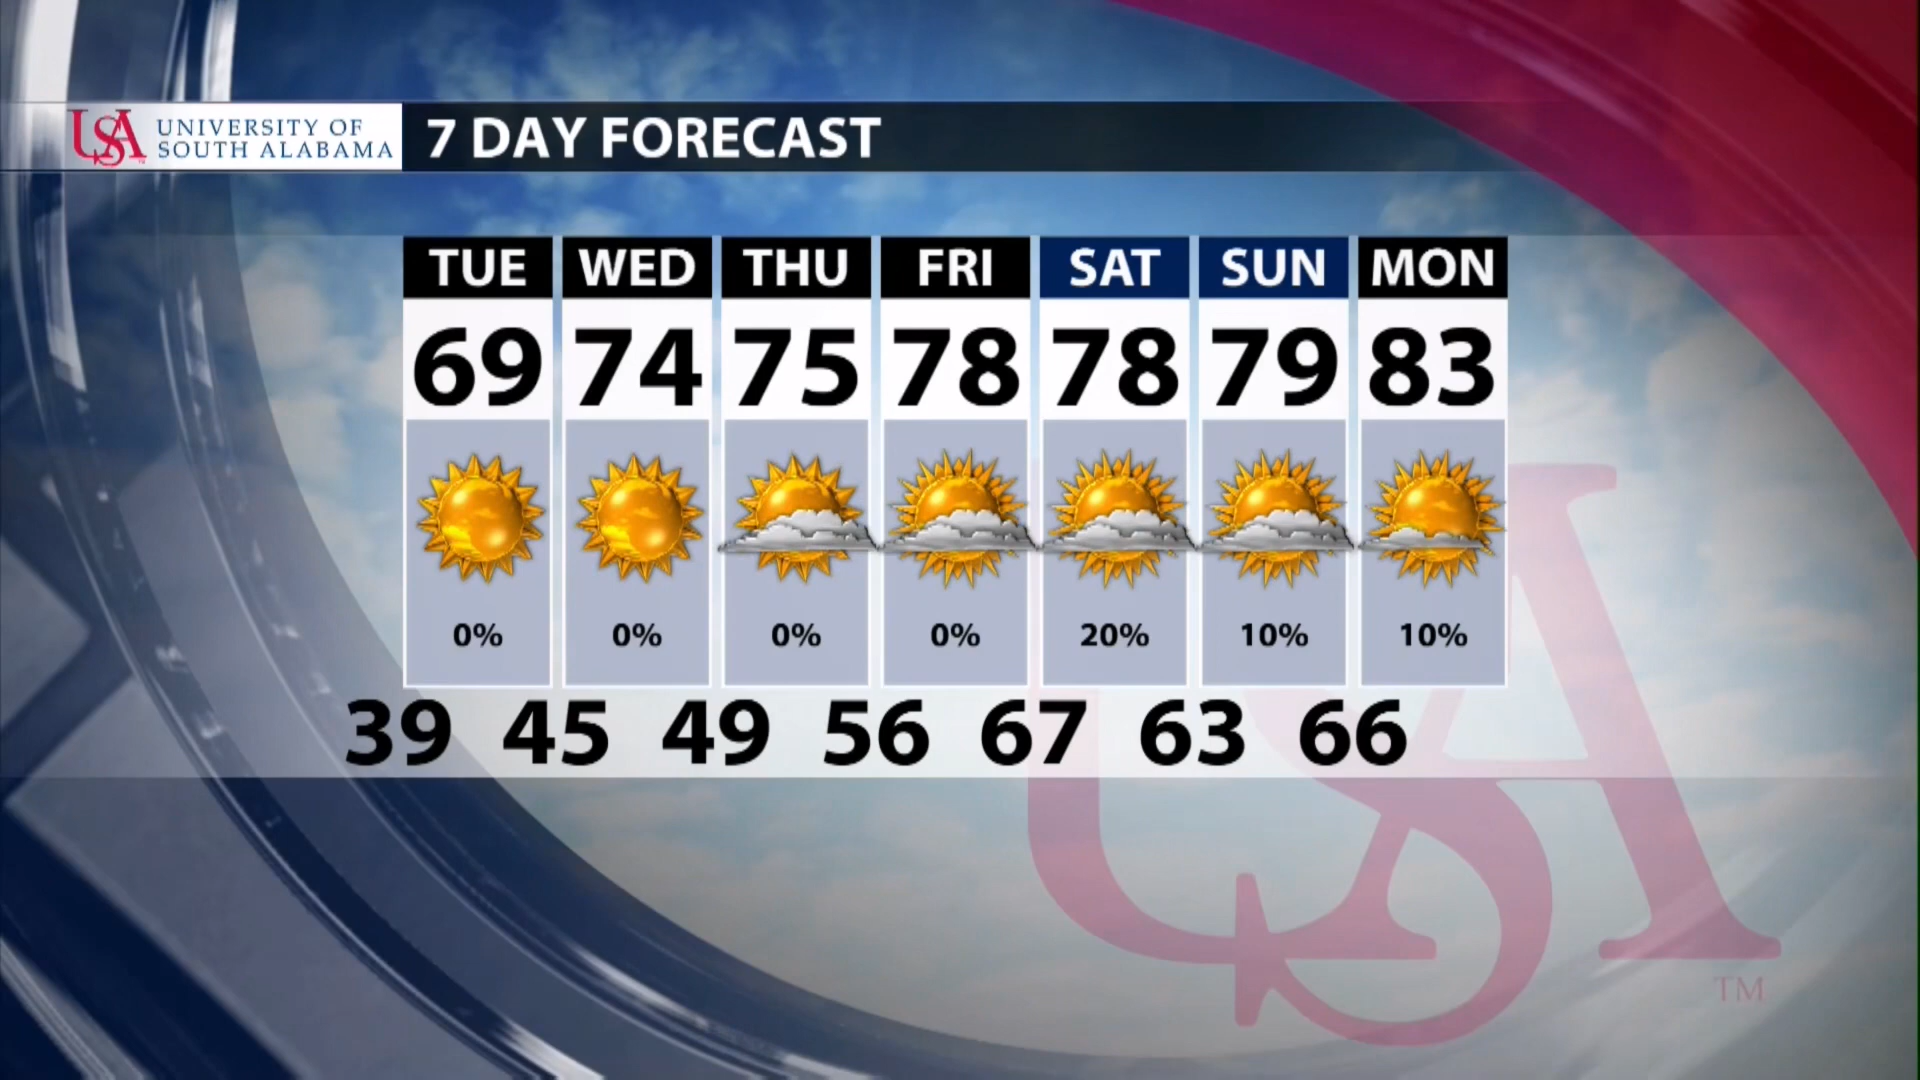 USA UNIVERSITY OF
SOUTH ALABAMA
7 DAY FORECAST
TUE WED THU FRI SAT SUN MON
69 74 75 78 78 79 83
0% 0% 0% 0% 20% 10% 10%
39 45 49 56 67 63 66
USA
TM